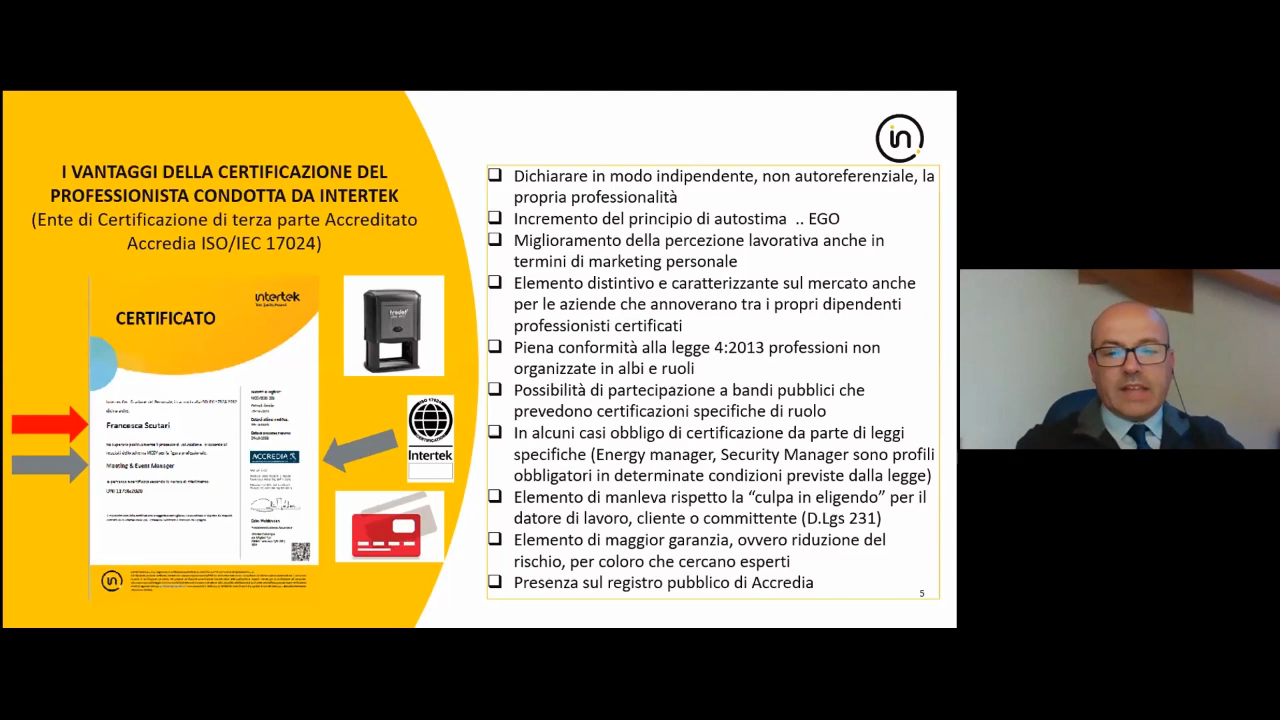 I VANTAGGI DELLA CERTIFICAZIONE DEL
PROFESSIONISTA CONDOTTA DA INTERTEK
(Ente di Certificazione di terza parte Accreditato
Accredia ISO/IEC 17024)
intertek
CERTIFICATO
Francesca Scutari
Meeting & Event Manager
ACCREDIA
trodat
Intertek
in
in
Dichiarare in modo indipendente, non autoreferenziale, la
propria professionalità
Incremento del principio di autostima .. EGO
Miglioramento della percezione lavorativa anche in
termini di marketing personale
Elemento distintivo e caratterizzante sul mercato anche
per le aziende che annoverano tra i propri dipendenti
professionisti certificati
Piena conformità alla legge 4:2013 professioni non
organizzate in albi e ruoli
Possibilità di partecipazione a bandi pubblici che
prevedono certificazioni specifiche di ruolo
In alcuni casi obbligo di certificazione da parte di leggi
specifiche (Energy manager, Security Manager sono profili
cogenti in determinate condizioni previste dalla legge)
Elemento di manleva rispetto la “culpa in eligendo” per il
datore di lavoro, cliente o committente (D.Lgs 231)
Elemento di maggior garanzia, ovvero riduzione del
rischio, per coloro che cercano esperti
Presenza sul registro pubblico di Accredia
5